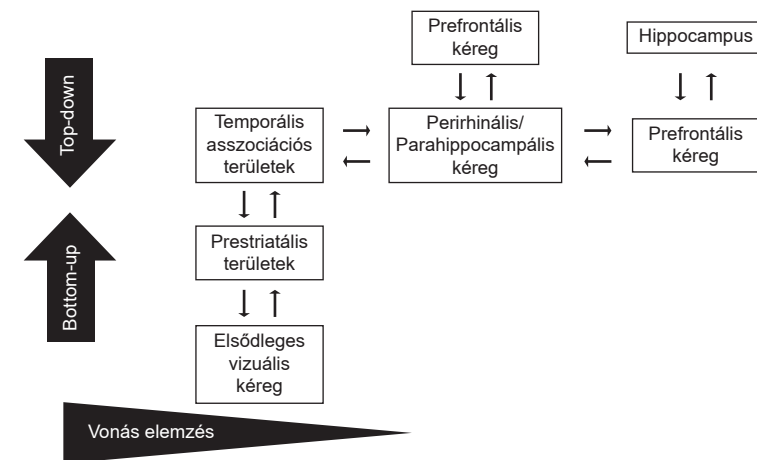 Prefrontális
kéreg
Hippocampus
Top-down
Temporális
asszociációs
területek
Perirhinális/
Parahippocampális
kéreg
Prefrontális
kéreg
Prestriatális
területek
Bottom-up
Elsődleges
vizuális
kéreg
Vonás elemzés